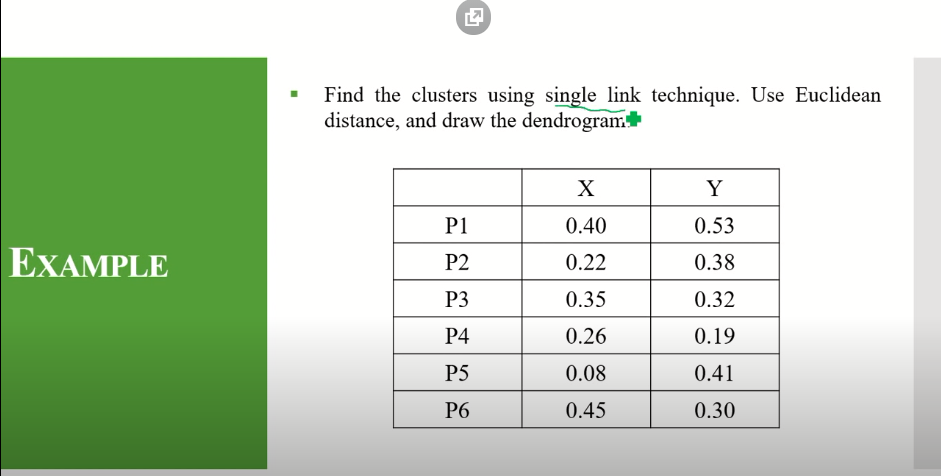 Find the clusters using single link technique. Use Euclidean
distance, and draw the dendrogram.
EXAMPLE
X Y
P1 0.40 0.53
P2 0.22 0.38
P3 0.35 0.32
P4 0.26 0.19
P5 0.08 0.41
P6 0.45 0.30